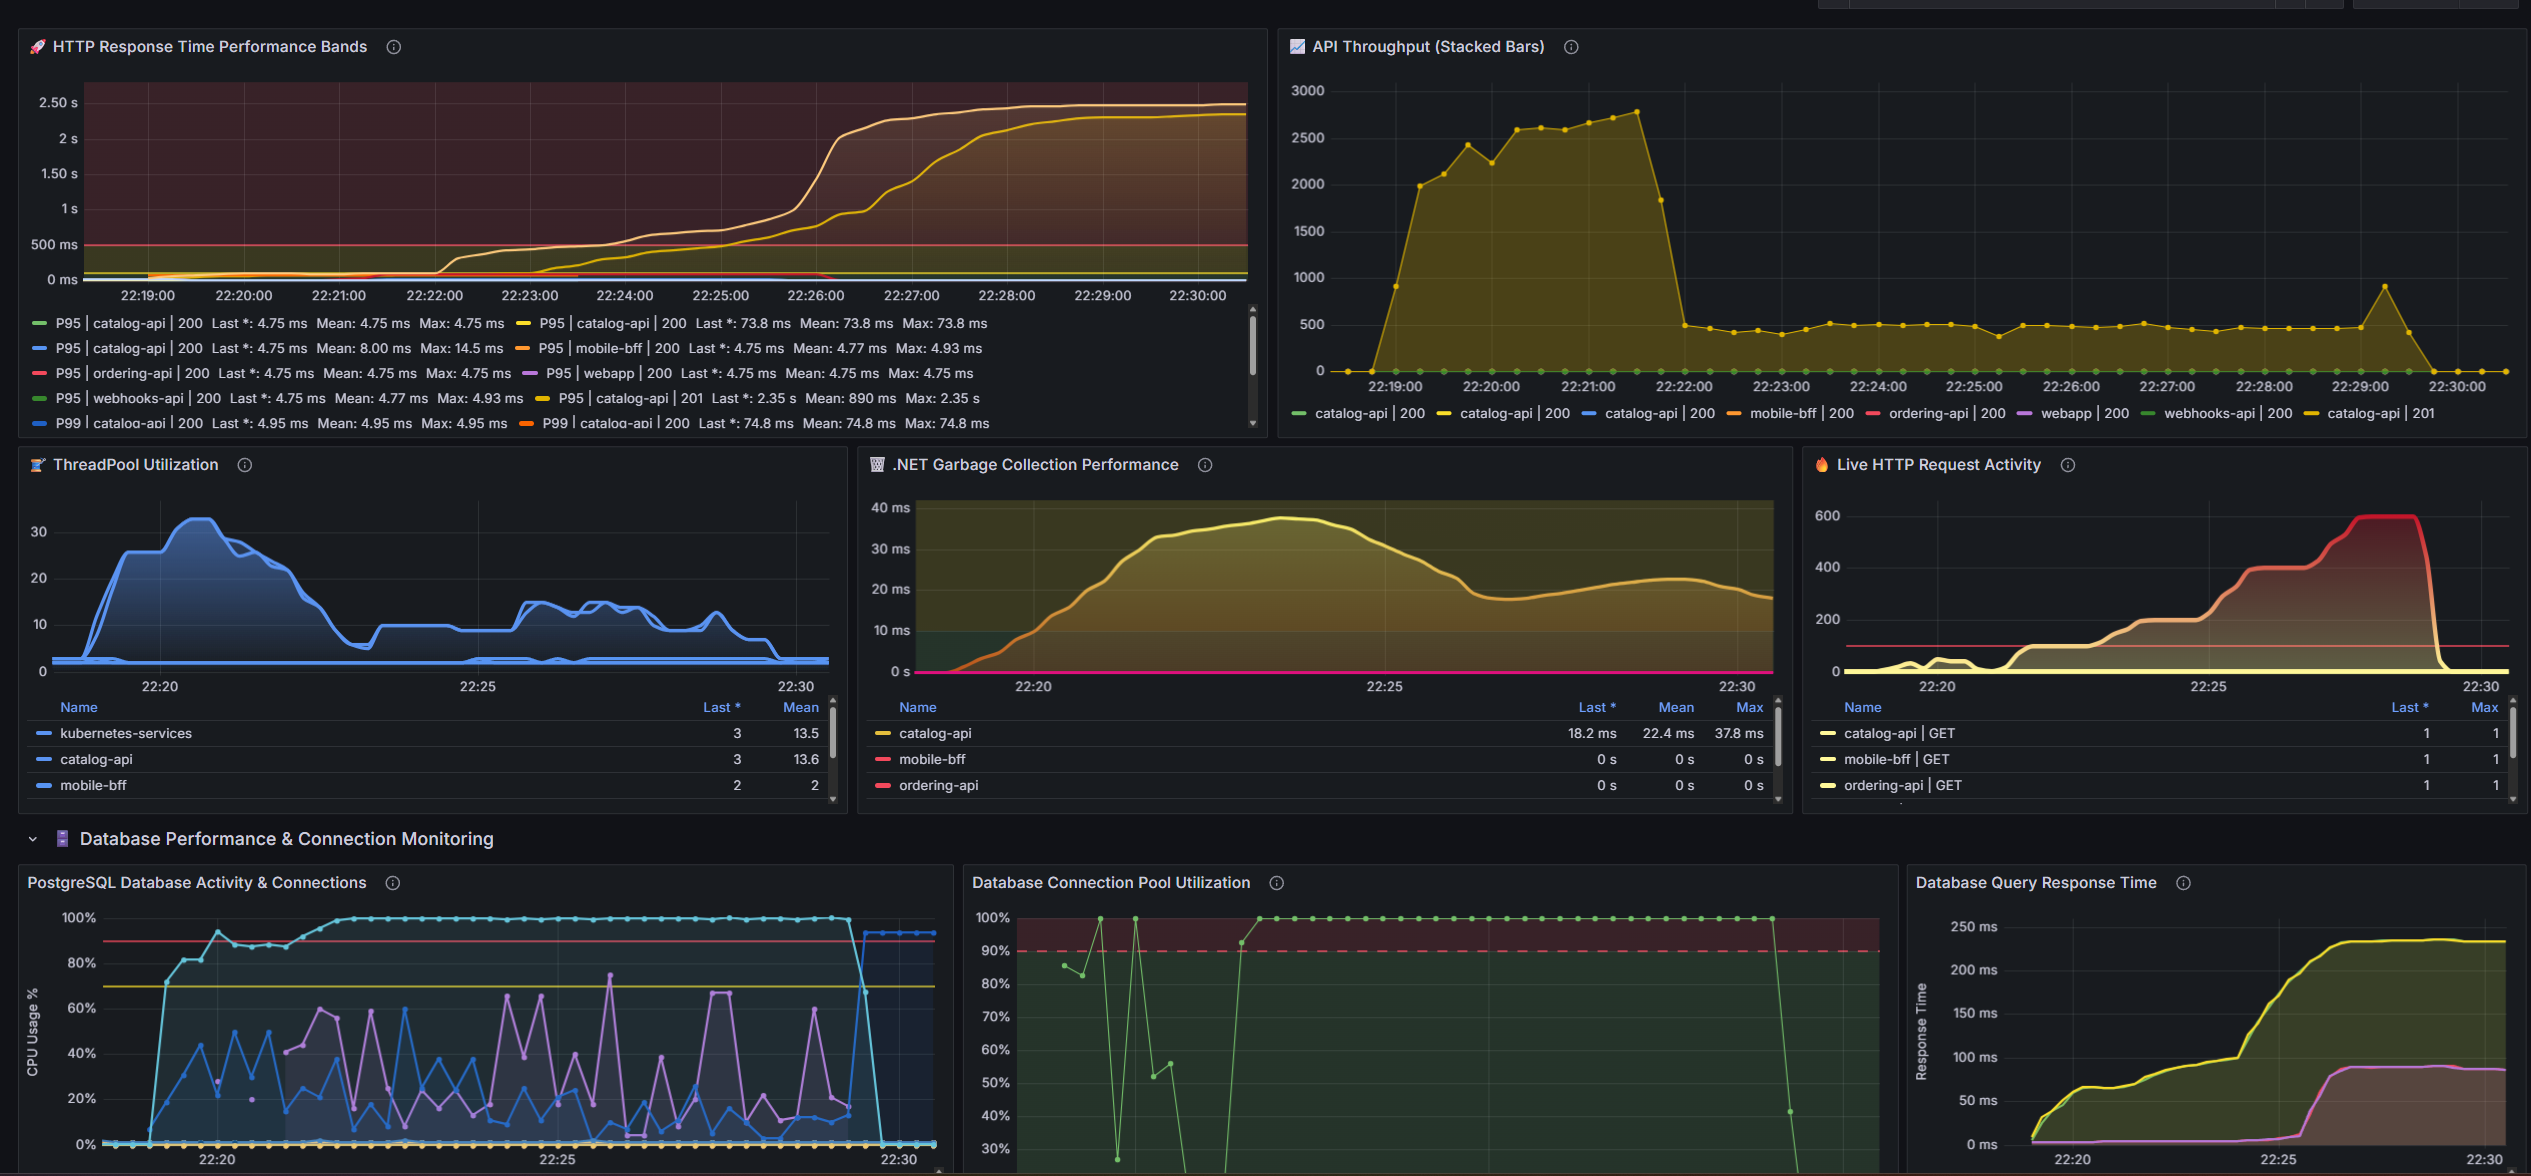 HTTP Response Time Performance Bands
2.50 s
2 s
1.50 s
1 s
500 ms
0 ms
22:19:00 22:20:00 22:21:00 22:22:00 22:23:00 22:24:00 22:25:00 22:26:00 22:27:00 22:28:00 22:29:00 22:30:00
P95 | catalog-api | 200 Last *: 4.75 ms Mean: 4.75 ms Max: 4.75 ms P95 | catalog-api | 200 Last *: 73.8 ms Mean: 73.8 ms Max: 73.8 ms
P95 | catalog-api | 200 Last *: 4.75 ms Mean: 8.00 ms Max: 14.5 ms P95 | mobile-bff | 200 Last *: 4.75 ms Mean: 4.77 ms Max: 4.93 ms
P95 | ordering-api | 200 Last *: 4.75 ms Mean: 4.75 ms Max: 4.75 ms P95 | webapp | 200 Last *: 4.75 ms Mean: 4.75 ms Max: 4.75 ms
P95 | webhooks-api | 200 Last *: 4.75 ms Mean: 4.77 ms Max: 4.93 ms P95 | catalog-api | 201 Last *: 2.35 s Mean: 890 ms Max: 2.35 s
P99 | catalog-api | 200 Last *: 4.95 ms Mean: 4.95 ms Max: 4.95 ms P99 | catalog-api | 200 Last *: 74.8 ms Mean: 74.8 ms Max: 74.8 ms
API Throughput (Stacked Bars)
3000
2500
2000
1500
1000
500
0
22:19:00 22:20:00 22:21:00 22:22:00 22:23:00 22:24:00 22:25:00 22:26:00 22:27:00 22:28:00 22:29:00 22:30:00
catalog-api | 200 catalog-api | 200 catalog-api | 200 mobile-bff | 200 ordering-api | 200 webapp | 200 webhooks-api | 200 catalog-api | 201
ThreadPool Utilization
30
20
10
0
22:20 22:25 22:30
Name Last * Mean
kubernetes-services 3 13.5
catalog-api 3 13.6
mobile-bff 2 2
.NET Garbage Collection Performance
40 ms
30 ms
20 ms
10 ms
0 s
22:20 22:25 22:30
Name Last * Mean Max
catalog-api 18.2 ms 22.4 ms 37.8 ms
mobile-bff 0 s 0 s 0 s
ordering-api 0 s 0 s 0 s
Live HTTP Request Activity
600
400
200
0
22:20 22:25 22:30
Name Last * Max
catalog-api | GET 1 1
mobile-bff | GET 1 1
ordering-api | GET 1 1
Database Performance & Connection Monitoring
PostgreSQL Database Activity & Connections
CPU Usage %
100%
80%
60%
40%
20%
0%
22:20 22:25 22:30
Database Connection Pool Utilization
100%
90%
80%
70%
60%
50%
40%
30%
Database Query Response Time
Response Time
250 ms
200 ms
150 ms
100 ms
50 ms
0 ms
22:20 22:25 22:30